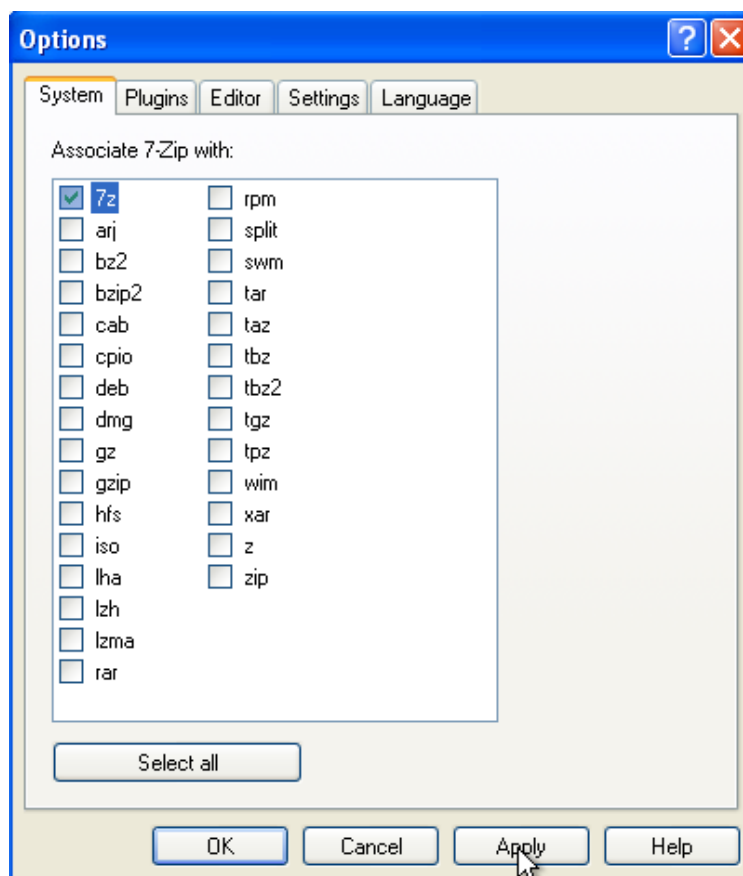 Options
System Plugins Editor Settings Language
Associate 7-Zip with:
7z
arj
bz2
bzip2
cab
cpio
deb
dmg
gz
gzip
hfs
iso
lha
lzh
lzma
rar
rpm
split
swm
tar
taz
tbz
tbz2
tgz
tpz
wim
xar
z
zip
Select all
OK Cancel Apply Help